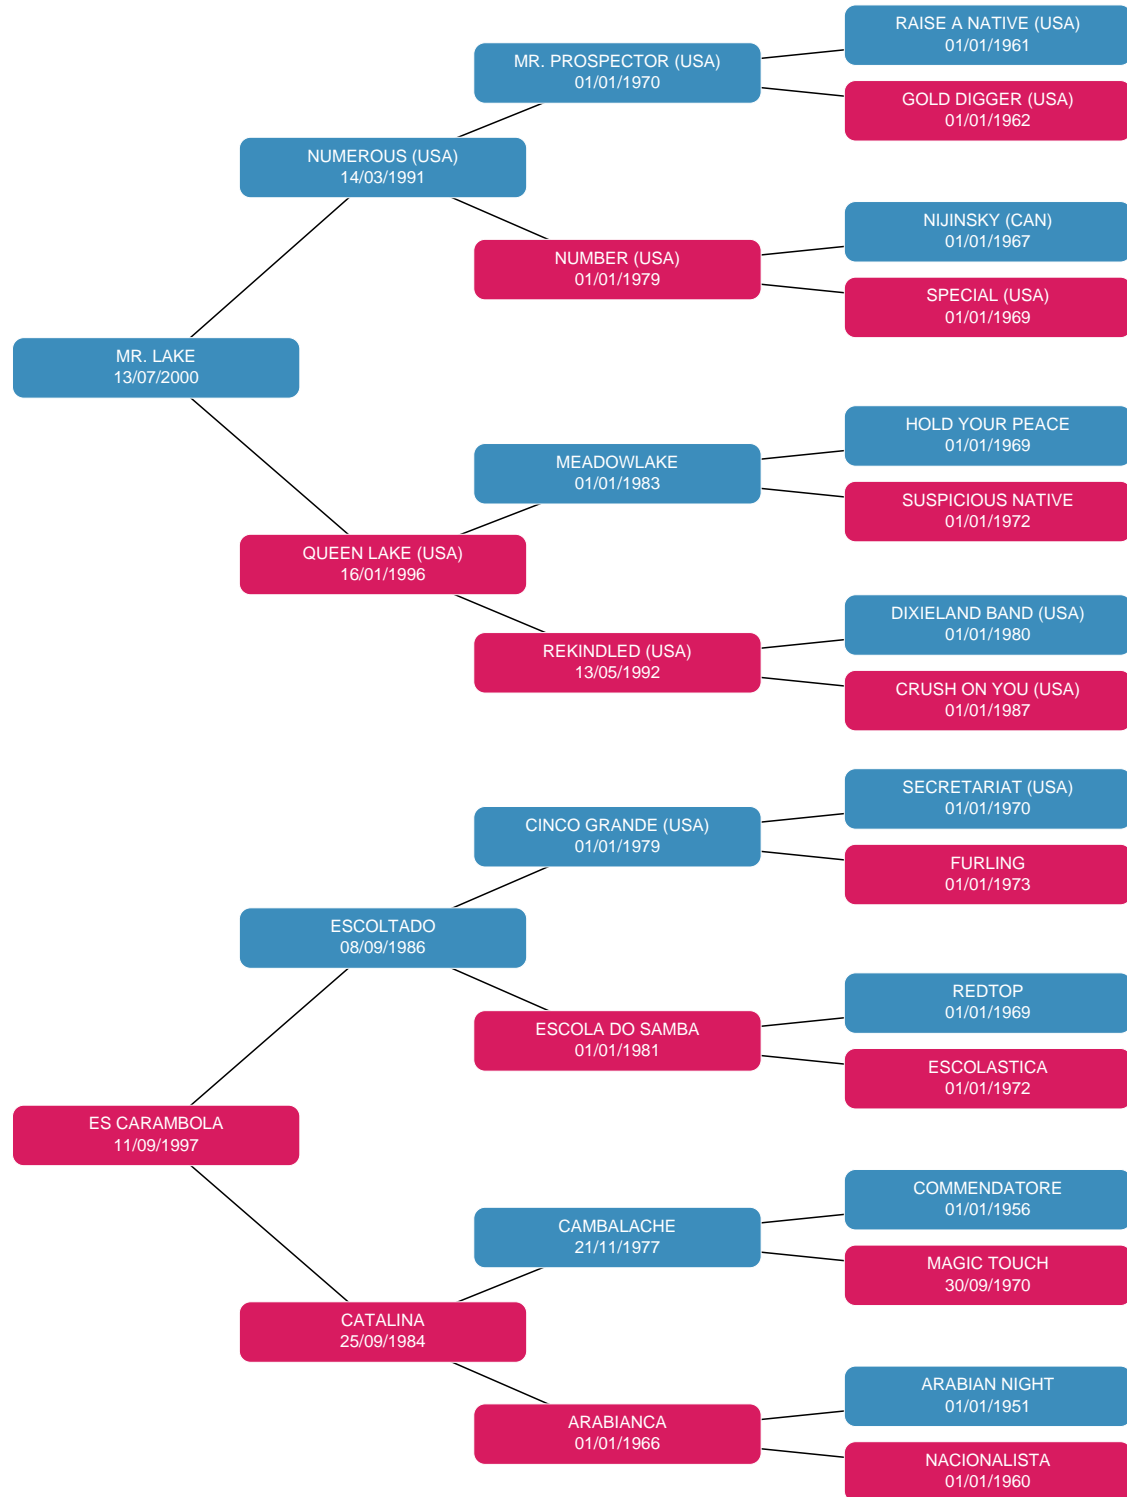 RAISE A NATIVE (USA)
01/01/1961
MR. PROSPECTOR (USA)
01/01/1970
GOLD DIGGER (USA)
01/01/1962
NUMEROUS (USA)
14/03/1991
NIJINSKY (CAN)
01/01/1967
NUMBER (USA)
01/01/1979
SPECIAL (USA)
01/01/1969
MR. LAKE
13/07/2000
HOLD YOUR PEACE
01/01/1969
MEADOWLAKE
01/01/1983
SUSPICIOUS NATIVE
01/01/1972
QUEEN LAKE (USA)
16/01/1996
DIXIELAND BAND (USA)
01/01/1980
REKINDLED (USA)
13/05/1992
CRUSH ON YOU (USA)
01/01/1987
SECRETARIAT (USA)
01/01/1970
CINCO GRANDE (USA)
01/01/1979
FURLING
01/01/1973
ESCOLTADO
08/09/1986
REDTOP
01/01/1969
ESCOLA DO SAMBA
01/01/1981
ESCOLASTICA
01/01/1972
ES CARAMBOLA
11/09/1997
COMMENDATORE
01/01/1956
CAMBALACHE
21/11/1977
MAGIC TOUCH
30/09/1970
CATALINA
25/09/1984
ARABIAN NIGHT
01/01/1951
ARABIANCA
01/01/1966
NACIONALISTA
01/01/1960